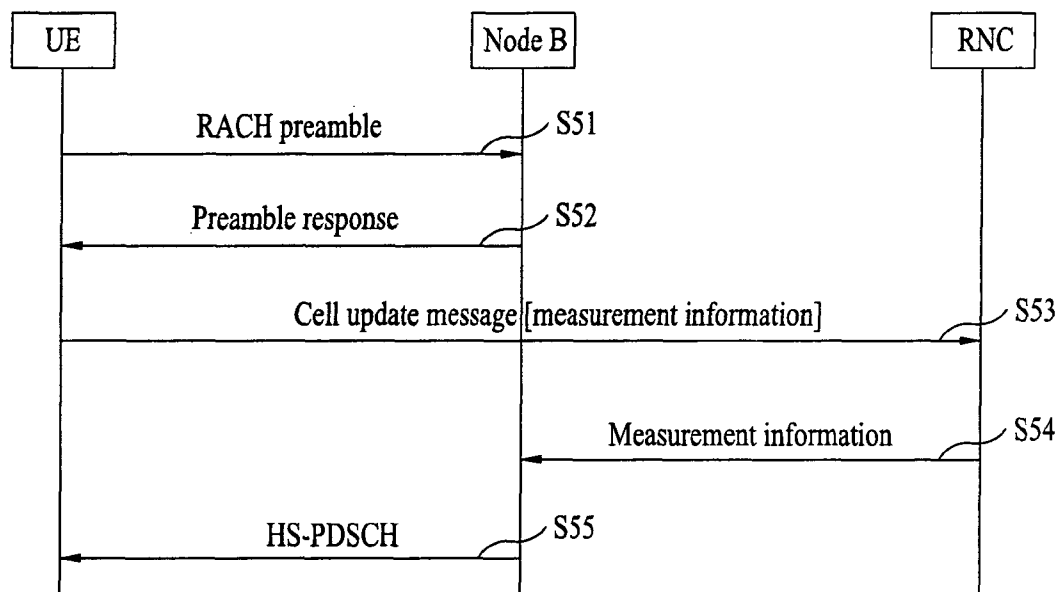 UE
Node B
RNC
RACH preamble
S51
Preamble response
S52
Cell update message [measurement information]
S53
Measurement information
S54
HS-PDSCH
S55